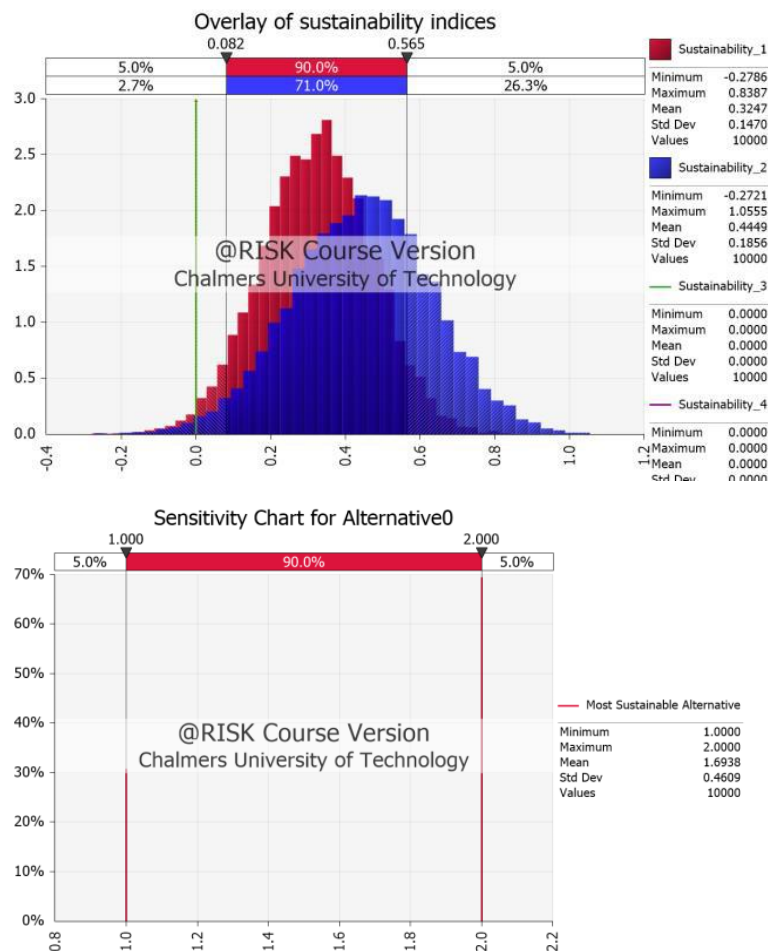 Overlay of sustainability indices
0.082 0.565
5.0% 90.0% 5.0%
2.7% 71.0% 26.3%
3.0
2.5
2.0
1.5
1.0
0.5
0.0
-0.4 -0.2 0.0 0.2 0.4 0.6 0.8 1.0 1.2
@RISK Course Version
Chalmers University of Technology
Sustainability_1
Minimum -0.2786
Maximum 0.8387
Mean 0.3247
Std Dev 0.1470
Values 10000
Sustainability_2
Minimum -0.2721
Maximum 1.0555
Mean 0.4449
Std Dev 0.1856
Values 10000
Sustainability_3
Minimum 0.0000
Maximum 0.0000
Mean 0.0000
Std Dev 0.0000
Values 10000
Sustainability_4
Minimum 0.0000
Maximum 0.0000
Mean 0.0000
Std Dev 0.0000
Sensitivity Chart for Alternative0
1.000 2.000
5.0% 90.0% 5.0%
70%
60%
50%
40%
30%
20%
10%
0%
0.8 1.0 1.2 1.4 1.6 1.8 2.0 2.2
@RISK Course Version
Chalmers University of Technology
Most Sustainable Alternative
Minimum 1.0000
Maximum 2.0000
Mean 1.6938
Std Dev 0.4609
Values 10000